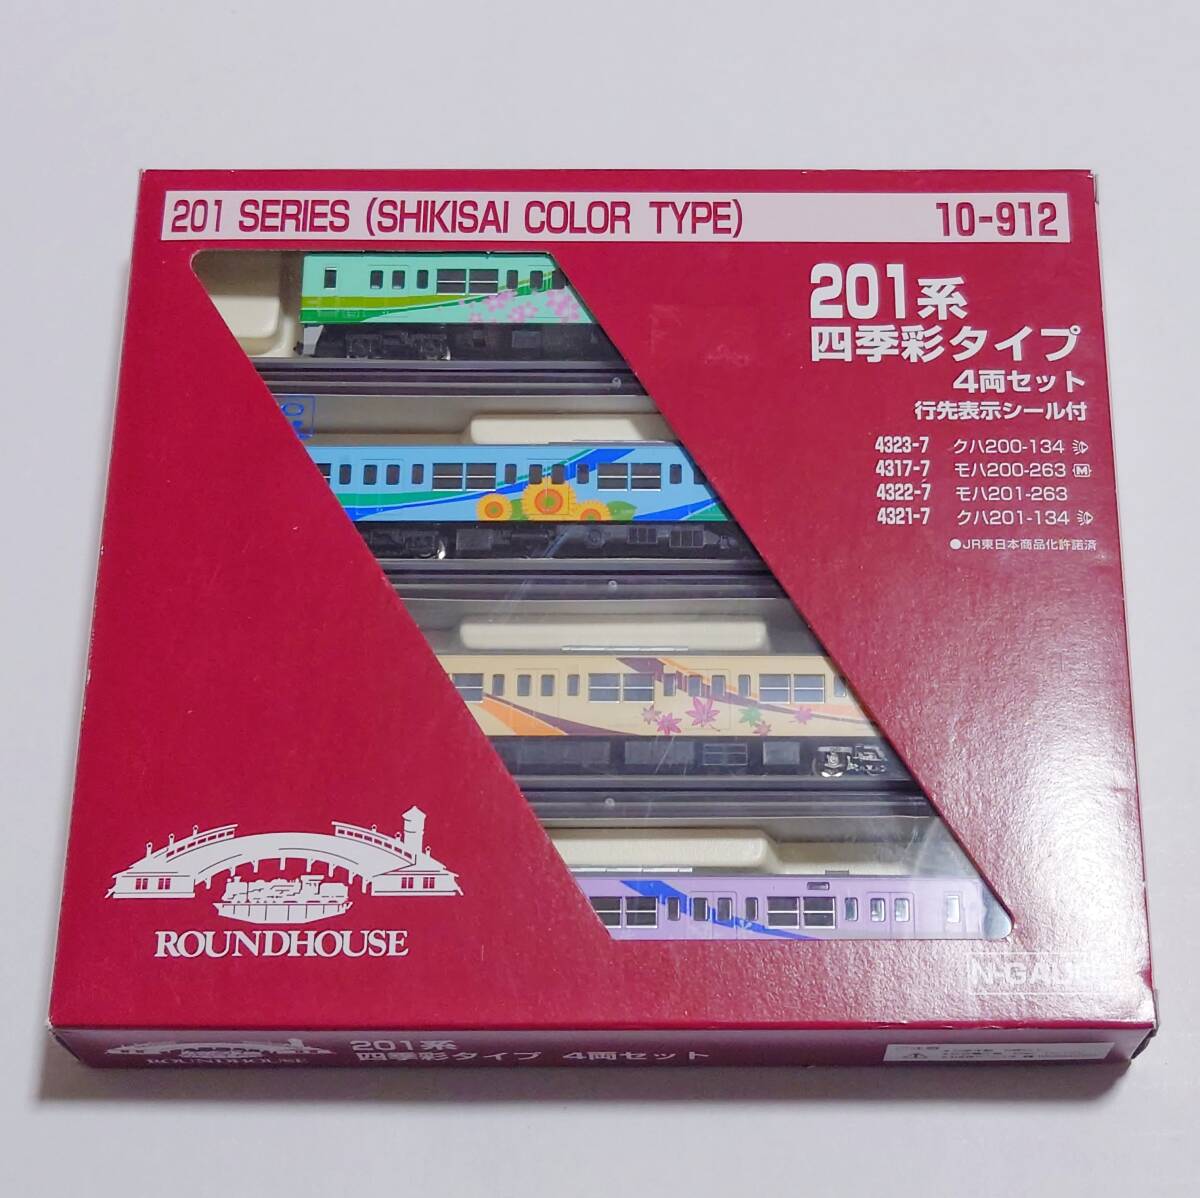 201 SERIES (SHIKISAI COLOR TYPE) 10-912
201系
四季彩タイプ
4両セット
行先表示シール付
4323-7 クハ200-134
4317-7 モハ200-263 M
4322-7 モハ201-263
4321-7 クハ201-134
●JR東日本商品化許諾済
ROUNDHOUSE
N-GAUGE
ROUNDHOUSE
201系
四季彩タイプ 4両セット